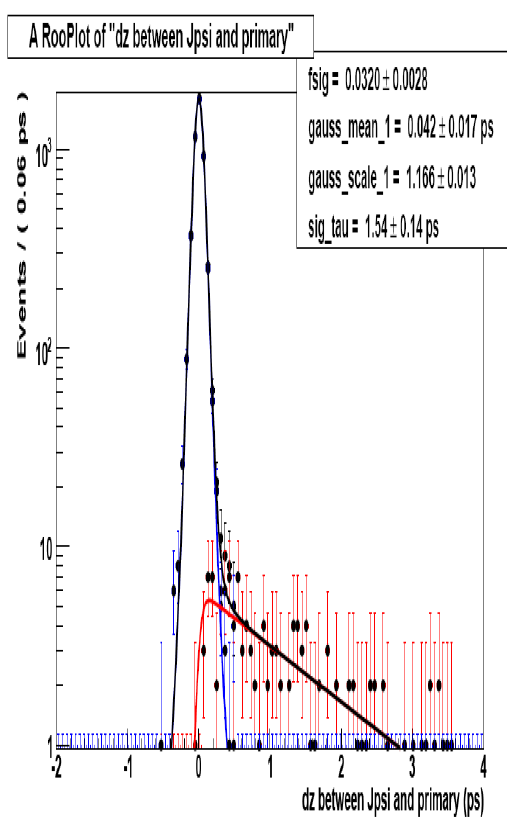 A RooPlot of "dz between Jpsi and primary"
fsig = 0.0320 ± 0.0028
gauss_mean_1 = 0.042 ± 0.017 ps
gauss_scale_1 = 1.166 ± 0.013
sig_tau = 1.54 ± 0.14 ps
Events / ( 0.06 ps )
10³
10²
10
1
-2 -1 0 1 2 3 4
dz between Jpsi and primary (ps)